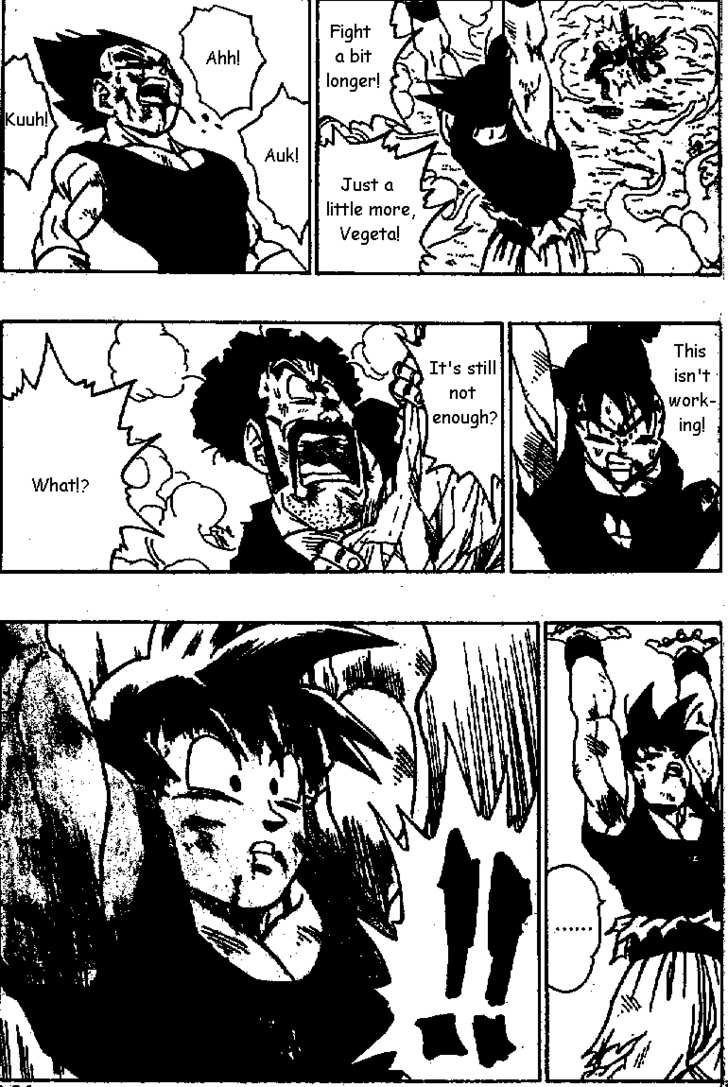 Fight
a bit
longer!
Just a
little more,
Vegeta!
Ahh!
Auk!
Kuuh!
This
isn't
work-
ing!
It's still
not
enough?
What!?
......
!!